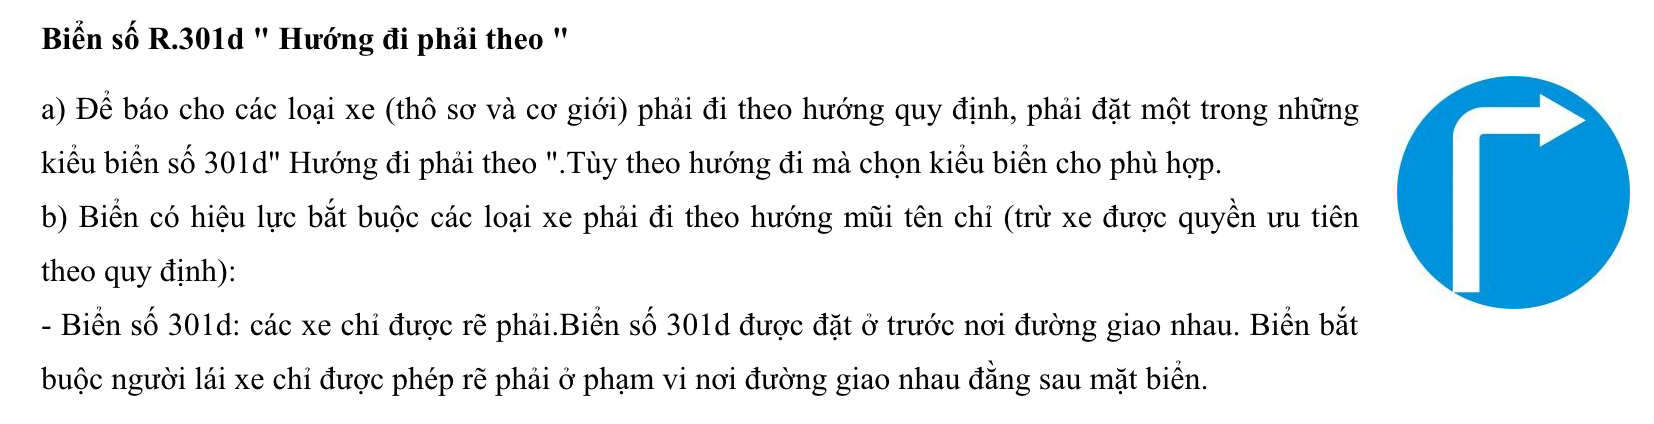 Biển số R.301d " Hướng đi phải theo "
a) Để báo cho các loại xe (thô sơ và cơ giới) phải đi theo hướng quy định, phải đặt một trong những
kiểu biển số 301d" Hướng đi phải theo ".Tùy theo hướng đi mà chọn kiểu biển cho phù hợp.
b) Biển có hiệu lực bắt buộc các loại xe phải đi theo hướng mũi tên chỉ (trừ xe được quyền ưu tiên
theo quy định):
- Biển số 301d: các xe chỉ được rẽ phải.Biển số 301d được đặt ở trước nơi đường giao nhau. Biển bắt
buộc người lái xe chỉ được phép rẽ phải ở phạm vi nơi đường giao nhau đằng sau mặt biển.